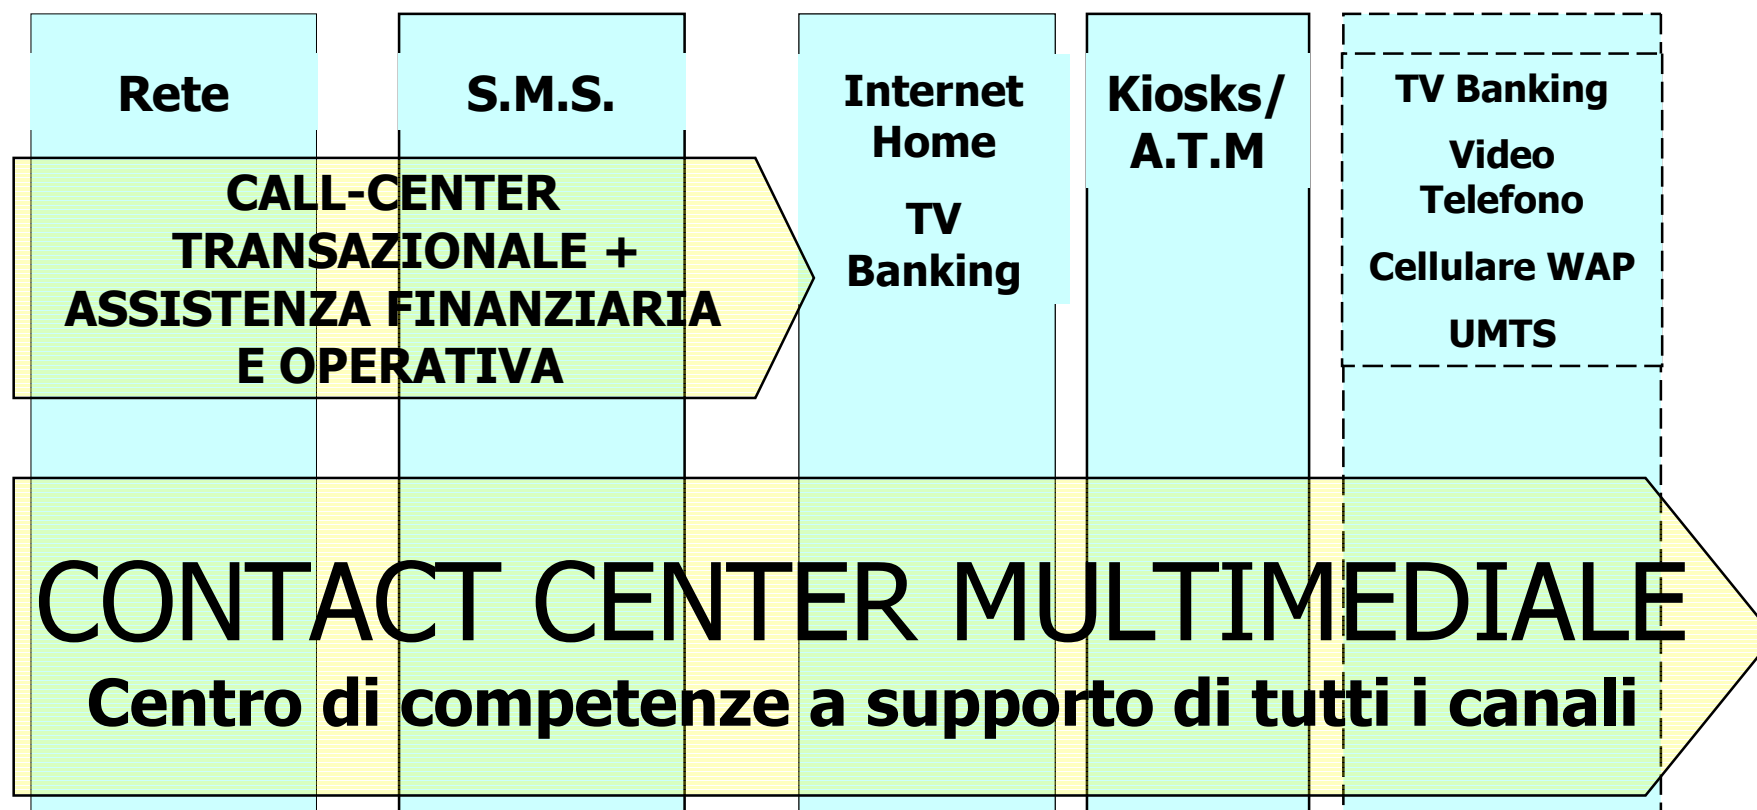 Rete
S.M.S.
Internet
Home
TV
Banking
Kiosks/
A.T.M
TV Banking
Video
Telefono
Cellulare WAP
UMTS
CALL-CENTER
TRANSAZIONALE +
ASSISTENZA FINANZIARIA
E OPERATIVA
CONTACT CENTER MULTIMEDIALE
Centro di competenze a supporto di tutti i canali